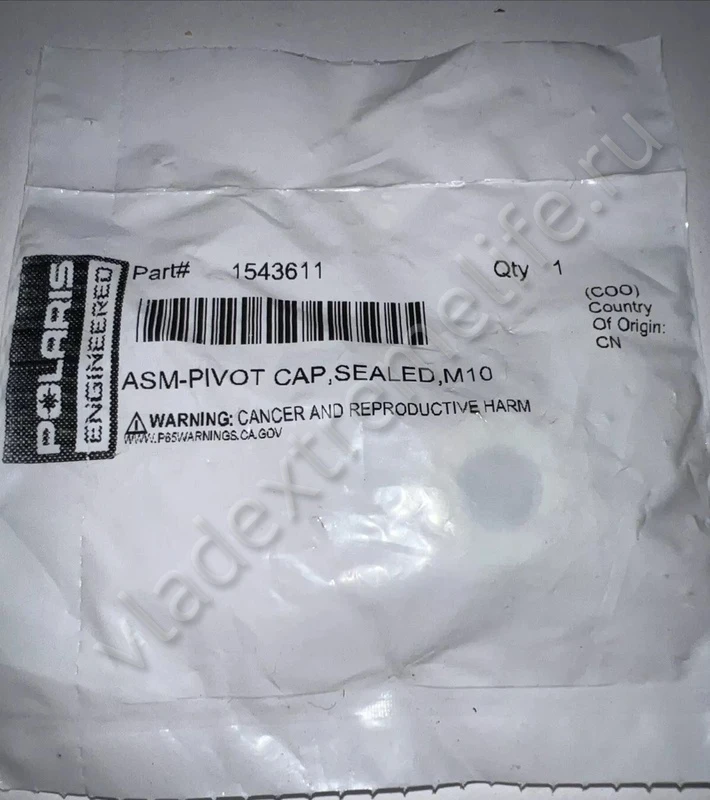 POLARIS
ENGINEERED
Part# 1543611 Qty 1
(COO)
Country
Of Origin:
CN
ASM-PIVOT CAP,SEALED,M10
⚠WARNING: CANCER AND REPRODUCTIVE HARM
WWW.P65WARNINGS.CA.GOV
vladextremelife.ru